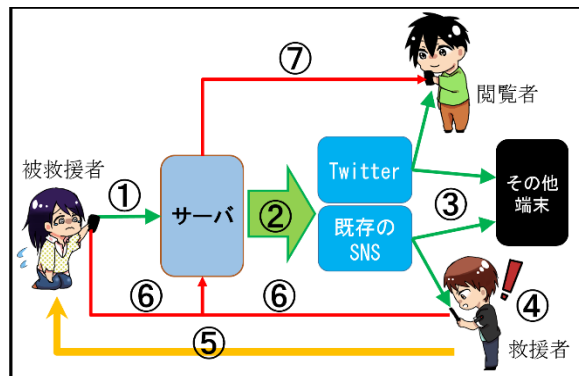 ⑦
閲覧者
被救援者
①
サーバ
②
Twitter
既存の
SNS
③
その他
端末
⑥
⑥
④
⑤
救援者